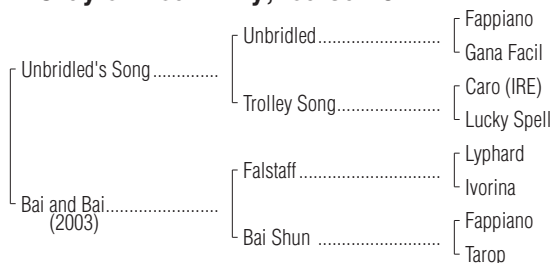 Fappiano
Unbridled
Gana Facil
Unbridled's Song
Caro (IRE)
Trolley Song
Lucky Spell
Lyphard
Falstaff
Ivorina
Bai and Bai
(2003)
Fappiano
Bai Shun
Tarop